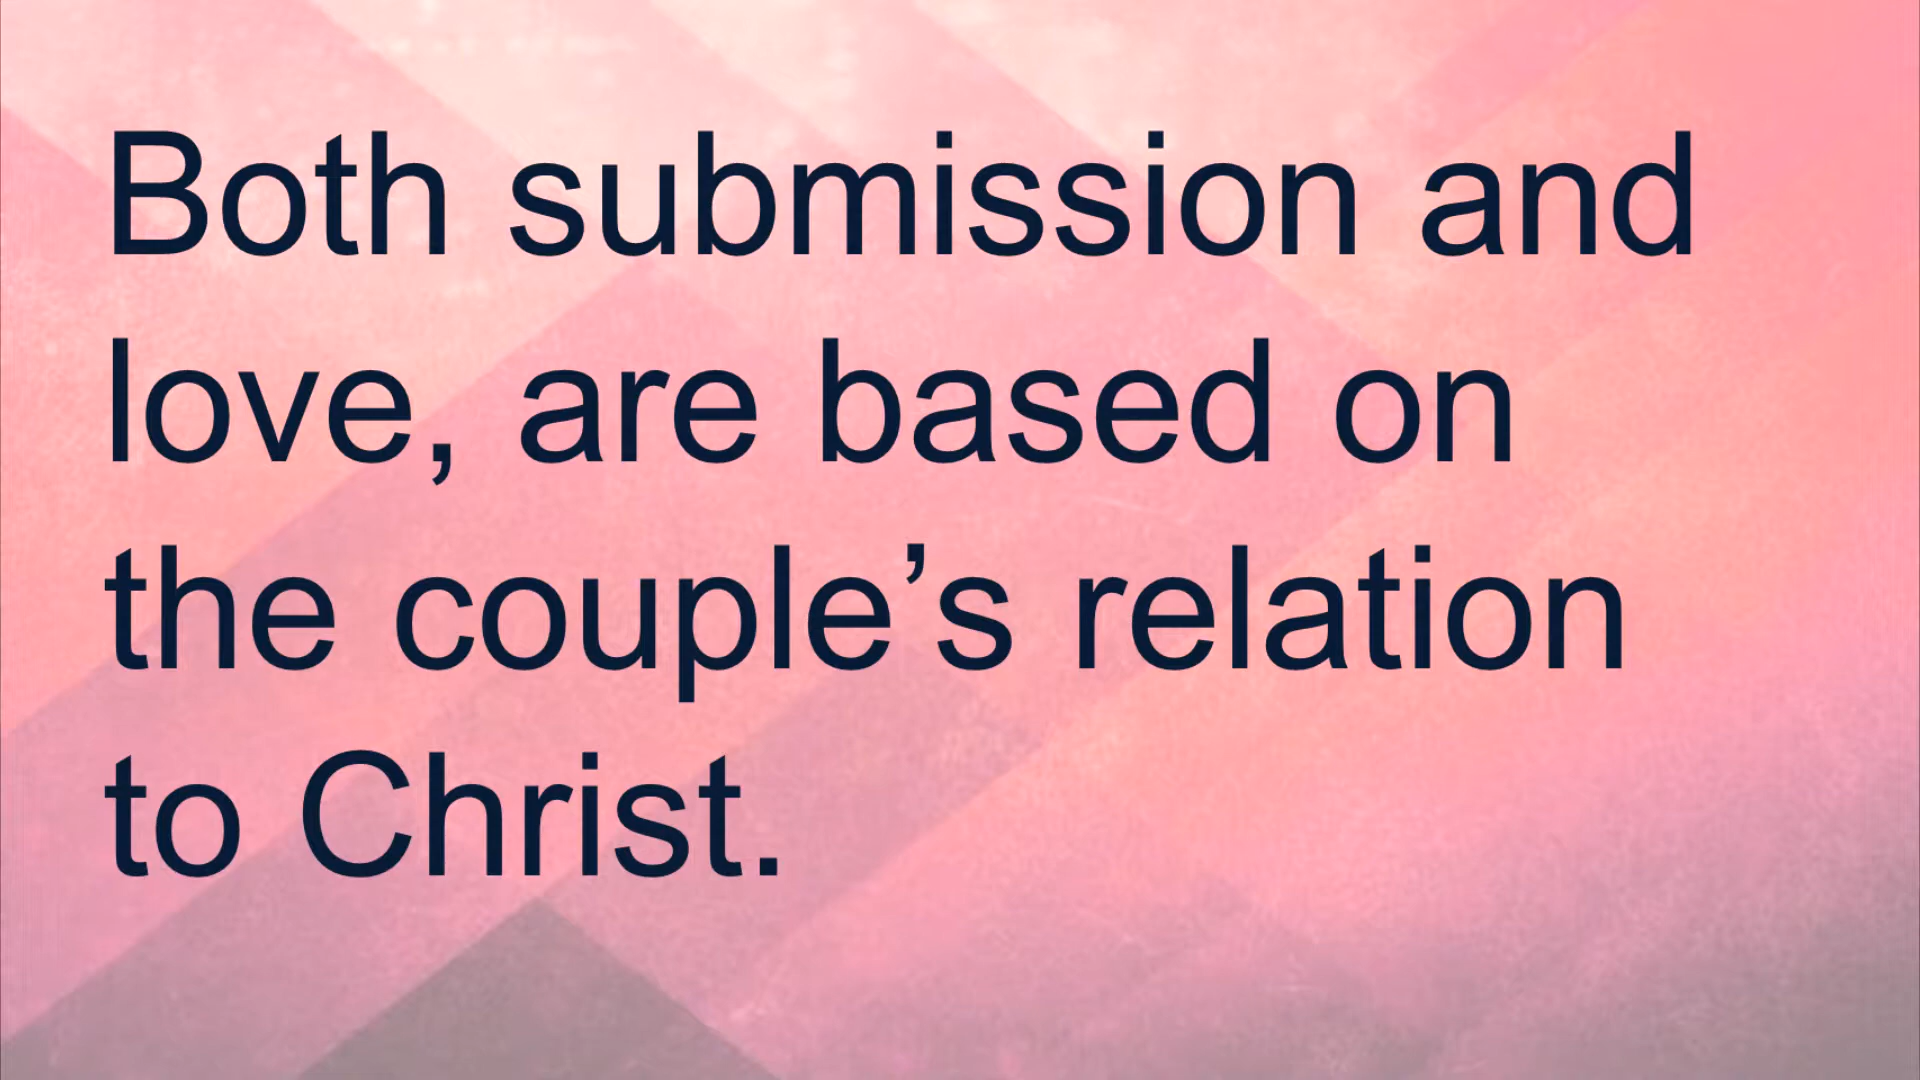 Both submission and
love, are based on
the couple’s relation
to Christ.